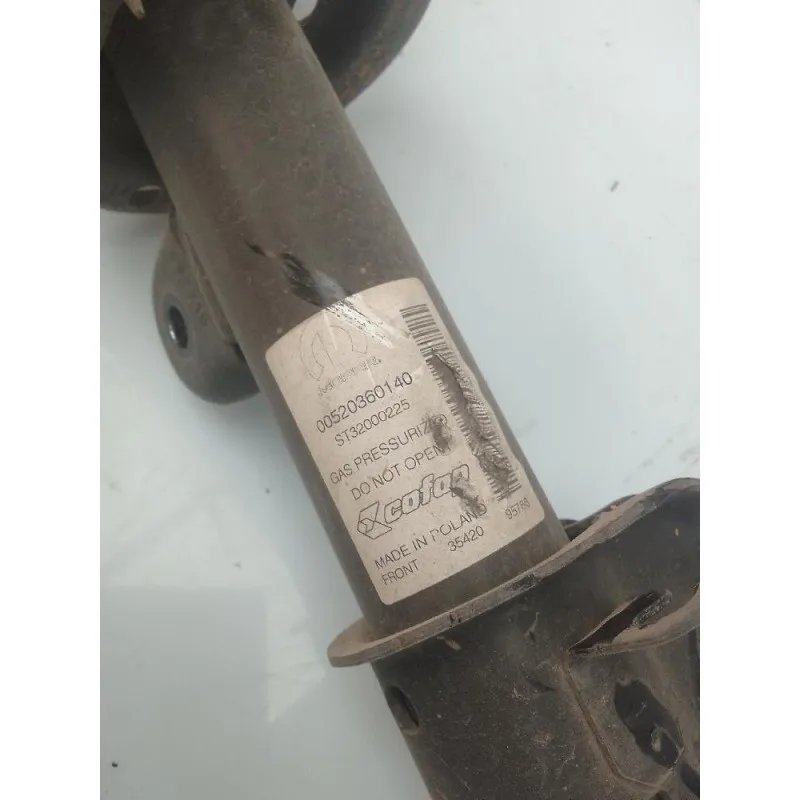 00520360140
ST32000225
GAS PRESSURIZED
DO NOT OPEN
cofap
MADE IN POLAND
FRONT 35420 95788